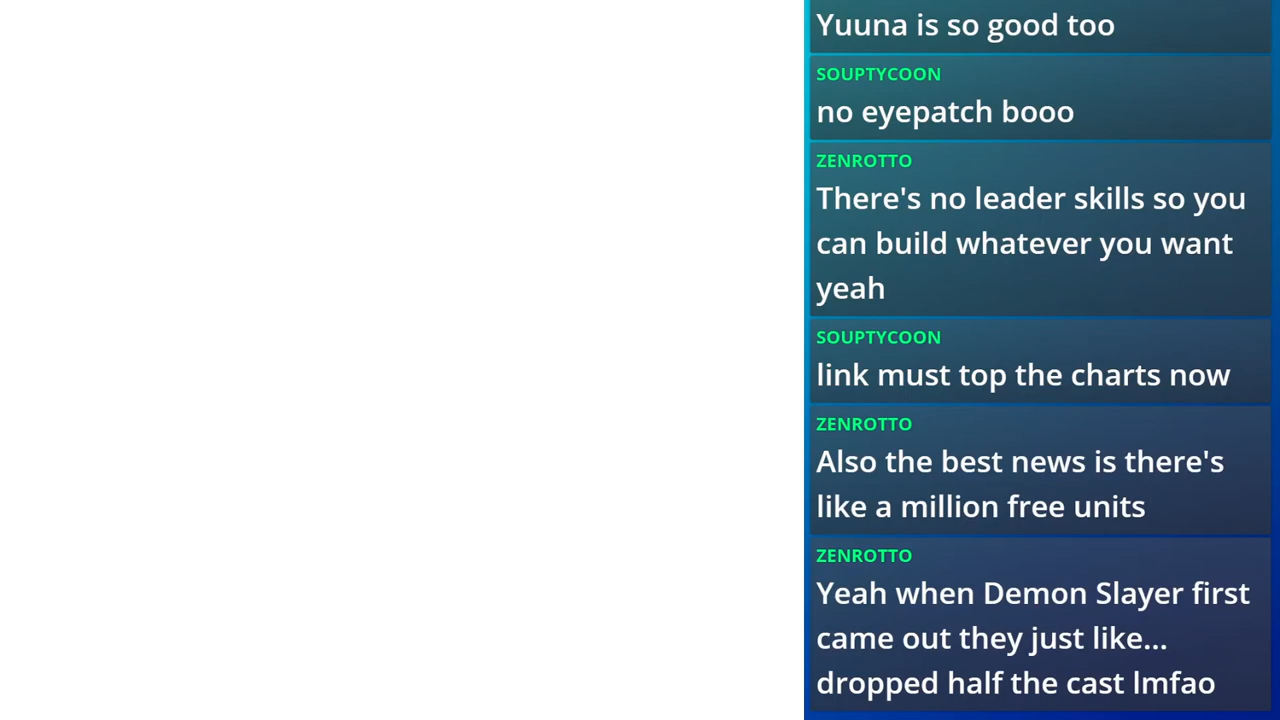 Yuuna is so good too
SOUPTYCOON
no eyepatch booo
ZENROTTO
There's no leader skills so you
can build whatever you want
yeah
SOUPTYCOON
link must top the charts now
ZENROTTO
Also the best news is there's
like a million free units
ZENROTTO
Yeah when Demon Slayer first
came out they just like...
dropped half the cast lmfao